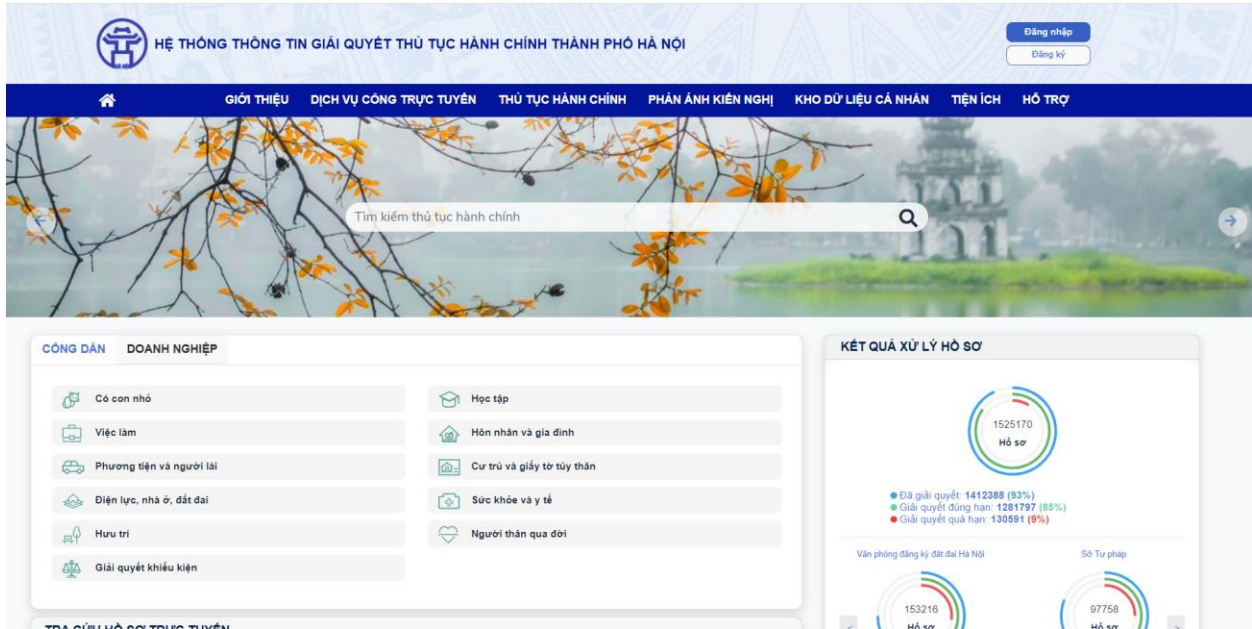 HỆ THỐNG THÔNG TIN GIẢI QUYẾT THỦ TỤC HÀNH CHÍNH THÀNH PHỐ HÀ NỘI
Đăng nhập
Đăng ký
GIỚI THIỆU DỊCH VỤ CÔNG TRỰC TUYẾN THỦ TỤC HÀNH CHÍNH PHẢN ÁNH KIẾN NGHỊ KHO DỮ LIỆU CÁ NHÂN TIỆN ÍCH HỖ TRỢ
Tìm kiếm thủ tục hành chính
CÔNG DÂN DOANH NGHIỆP
Có con nhỏ
Học tập
Việc làm
Hôn nhân và gia đình
Phương tiện và người lái
Cư trú và giấy tờ tùy thân
Điện lực, nhà ở, đất đai
Sức khỏe và y tế
Hưu trí
Người thân qua đời
Giải quyết khiếu kiện
TRA CỨU HỒ SƠ TRỰC TUYẾN
KẾT QUẢ XỬ LÝ HỒ SƠ
1525170
Hồ sơ
Đã giải quyết: 1412388 (93%)
Giải quyết đúng hạn: 1281797 (85%)
Giải quyết quá hạn: 130591 (9%)
Văn phòng đăng ký đất đai Hà Nội
Sở Tư pháp
153216
Hồ sơ
97758
Hồ sơ